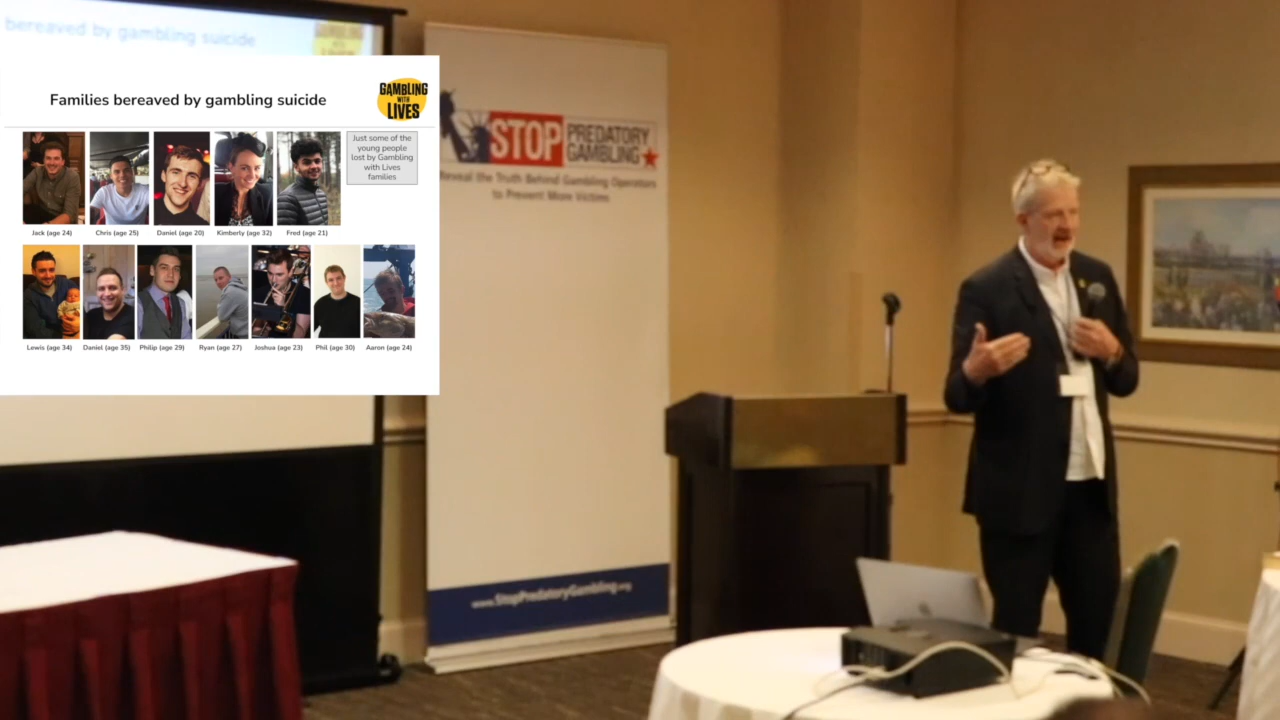 bereaved by gambling suicide
Families bereaved by gambling suicide
GAMBLING
WITH
LIVES
Just some of the
young people
lost by Gambling
with Lives
families
Jack (age 24)
Chris (age 25)
Daniel (age 20)
Kimberly (age 32)
Fred (age 21)
Lewis (age 34)
Daniel (age 35)
Philip (age 29)
Ryan (age 27)
Joshua (age 23)
Phil (age 30)
Aaron (age 24)
STOP
PREDATORY
GAMBLING
Reveal the Truth Behind Gambling Operators
to Prevent More Victims
www.StopPredatoryGambling.org